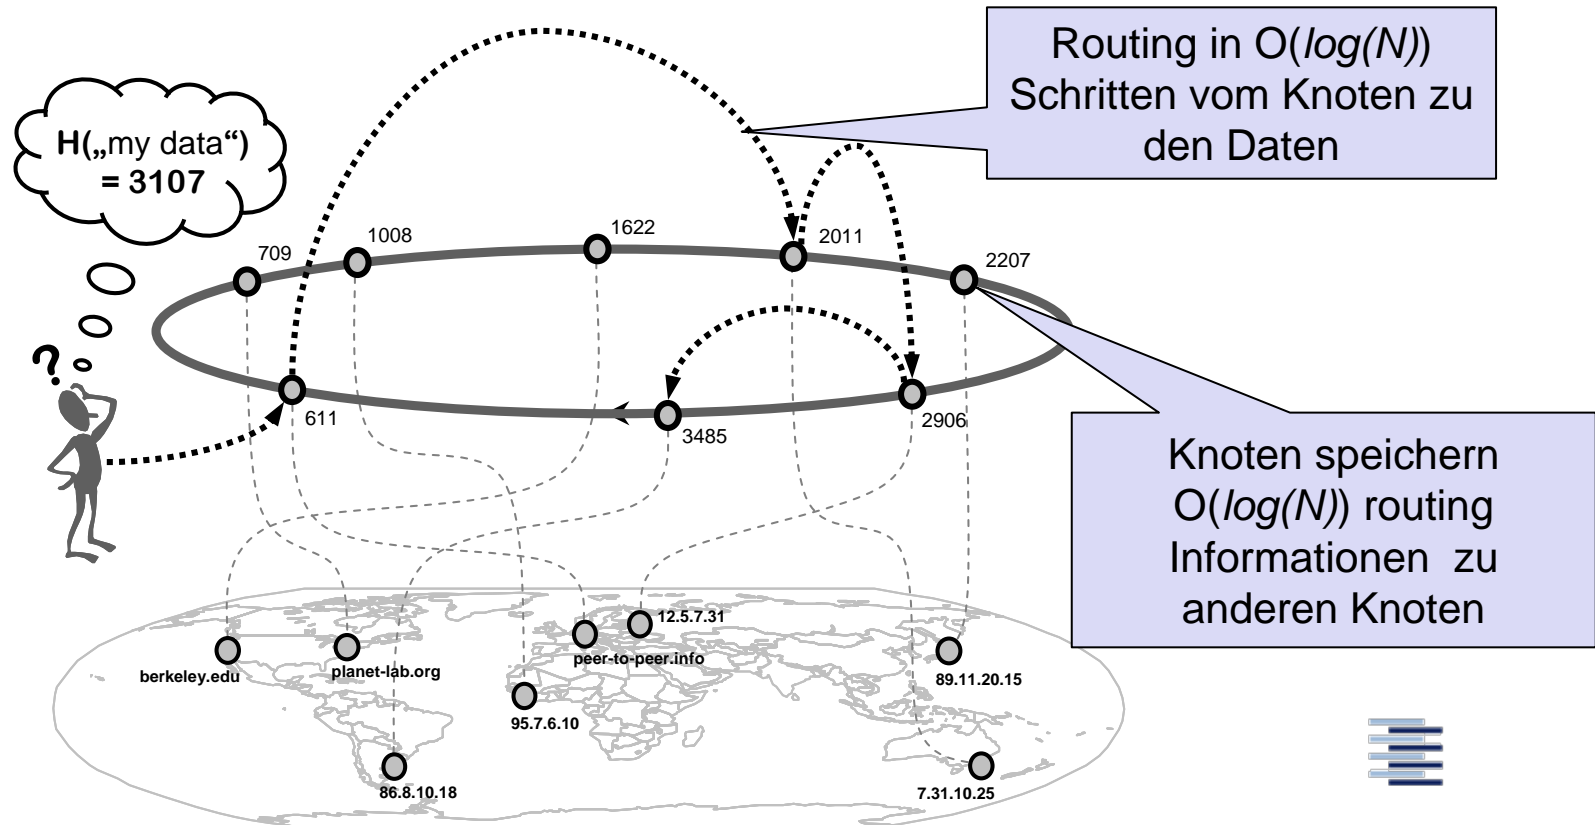 Routing in O(log(N))
Schritten vom Knoten zu
den Daten
H(„my data“)
= 3107
709
1008
1622
2011
2207
?
611
3485
2906
Knoten speichern
O(log(N)) routing
Informationen zu
anderen Knoten
12.5.7.31
peer-to-peer.info
berkeley.edu
planet-lab.org
89.11.20.15
95.7.6.10
86.8.10.18
7.31.10.25